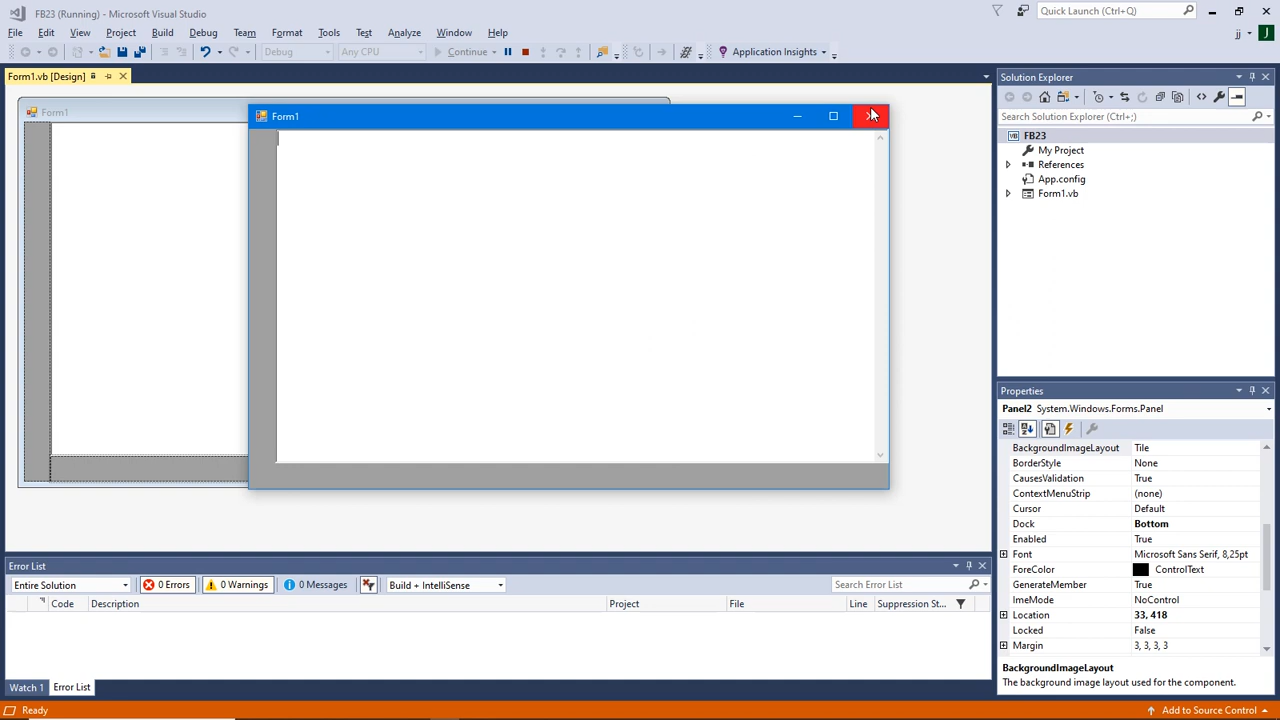 FB23 (Running) - Microsoft Visual Studio
Quick Launch (Ctrl+Q)
File Edit View Project Build Debug Team Format Tools Test Analyze Window Help
jj J
Debug Any CPU Continue Application Insights
Form1.vb [Design]
Form1
Form1
Solution Explorer
Search Solution Explorer (Ctrl+;)
FB23
My Project
References
App.config
Form1.vb
Properties
Panel2 System.Windows.Forms.Panel
BackgroundImageLayout Tile
BorderStyle None
CausesValidation True
ContextMenuStrip (none)
Cursor Default
Dock Bottom
Enabled True
Font Microsoft Sans Serif, 8,25pt
ForeColor ControlText
GenerateMember True
ImeMode NoControl
Location 33, 418
Locked False
Margin 3, 3, 3, 3
BackgroundImageLayout
The background image layout used for the component.
Error List
Entire Solution 0 Errors 0 Warnings 0 Messages Build + IntelliSense Search Error List
Code Description Project File Line Suppression St...
Watch 1 Error List
Ready Add to Source Control